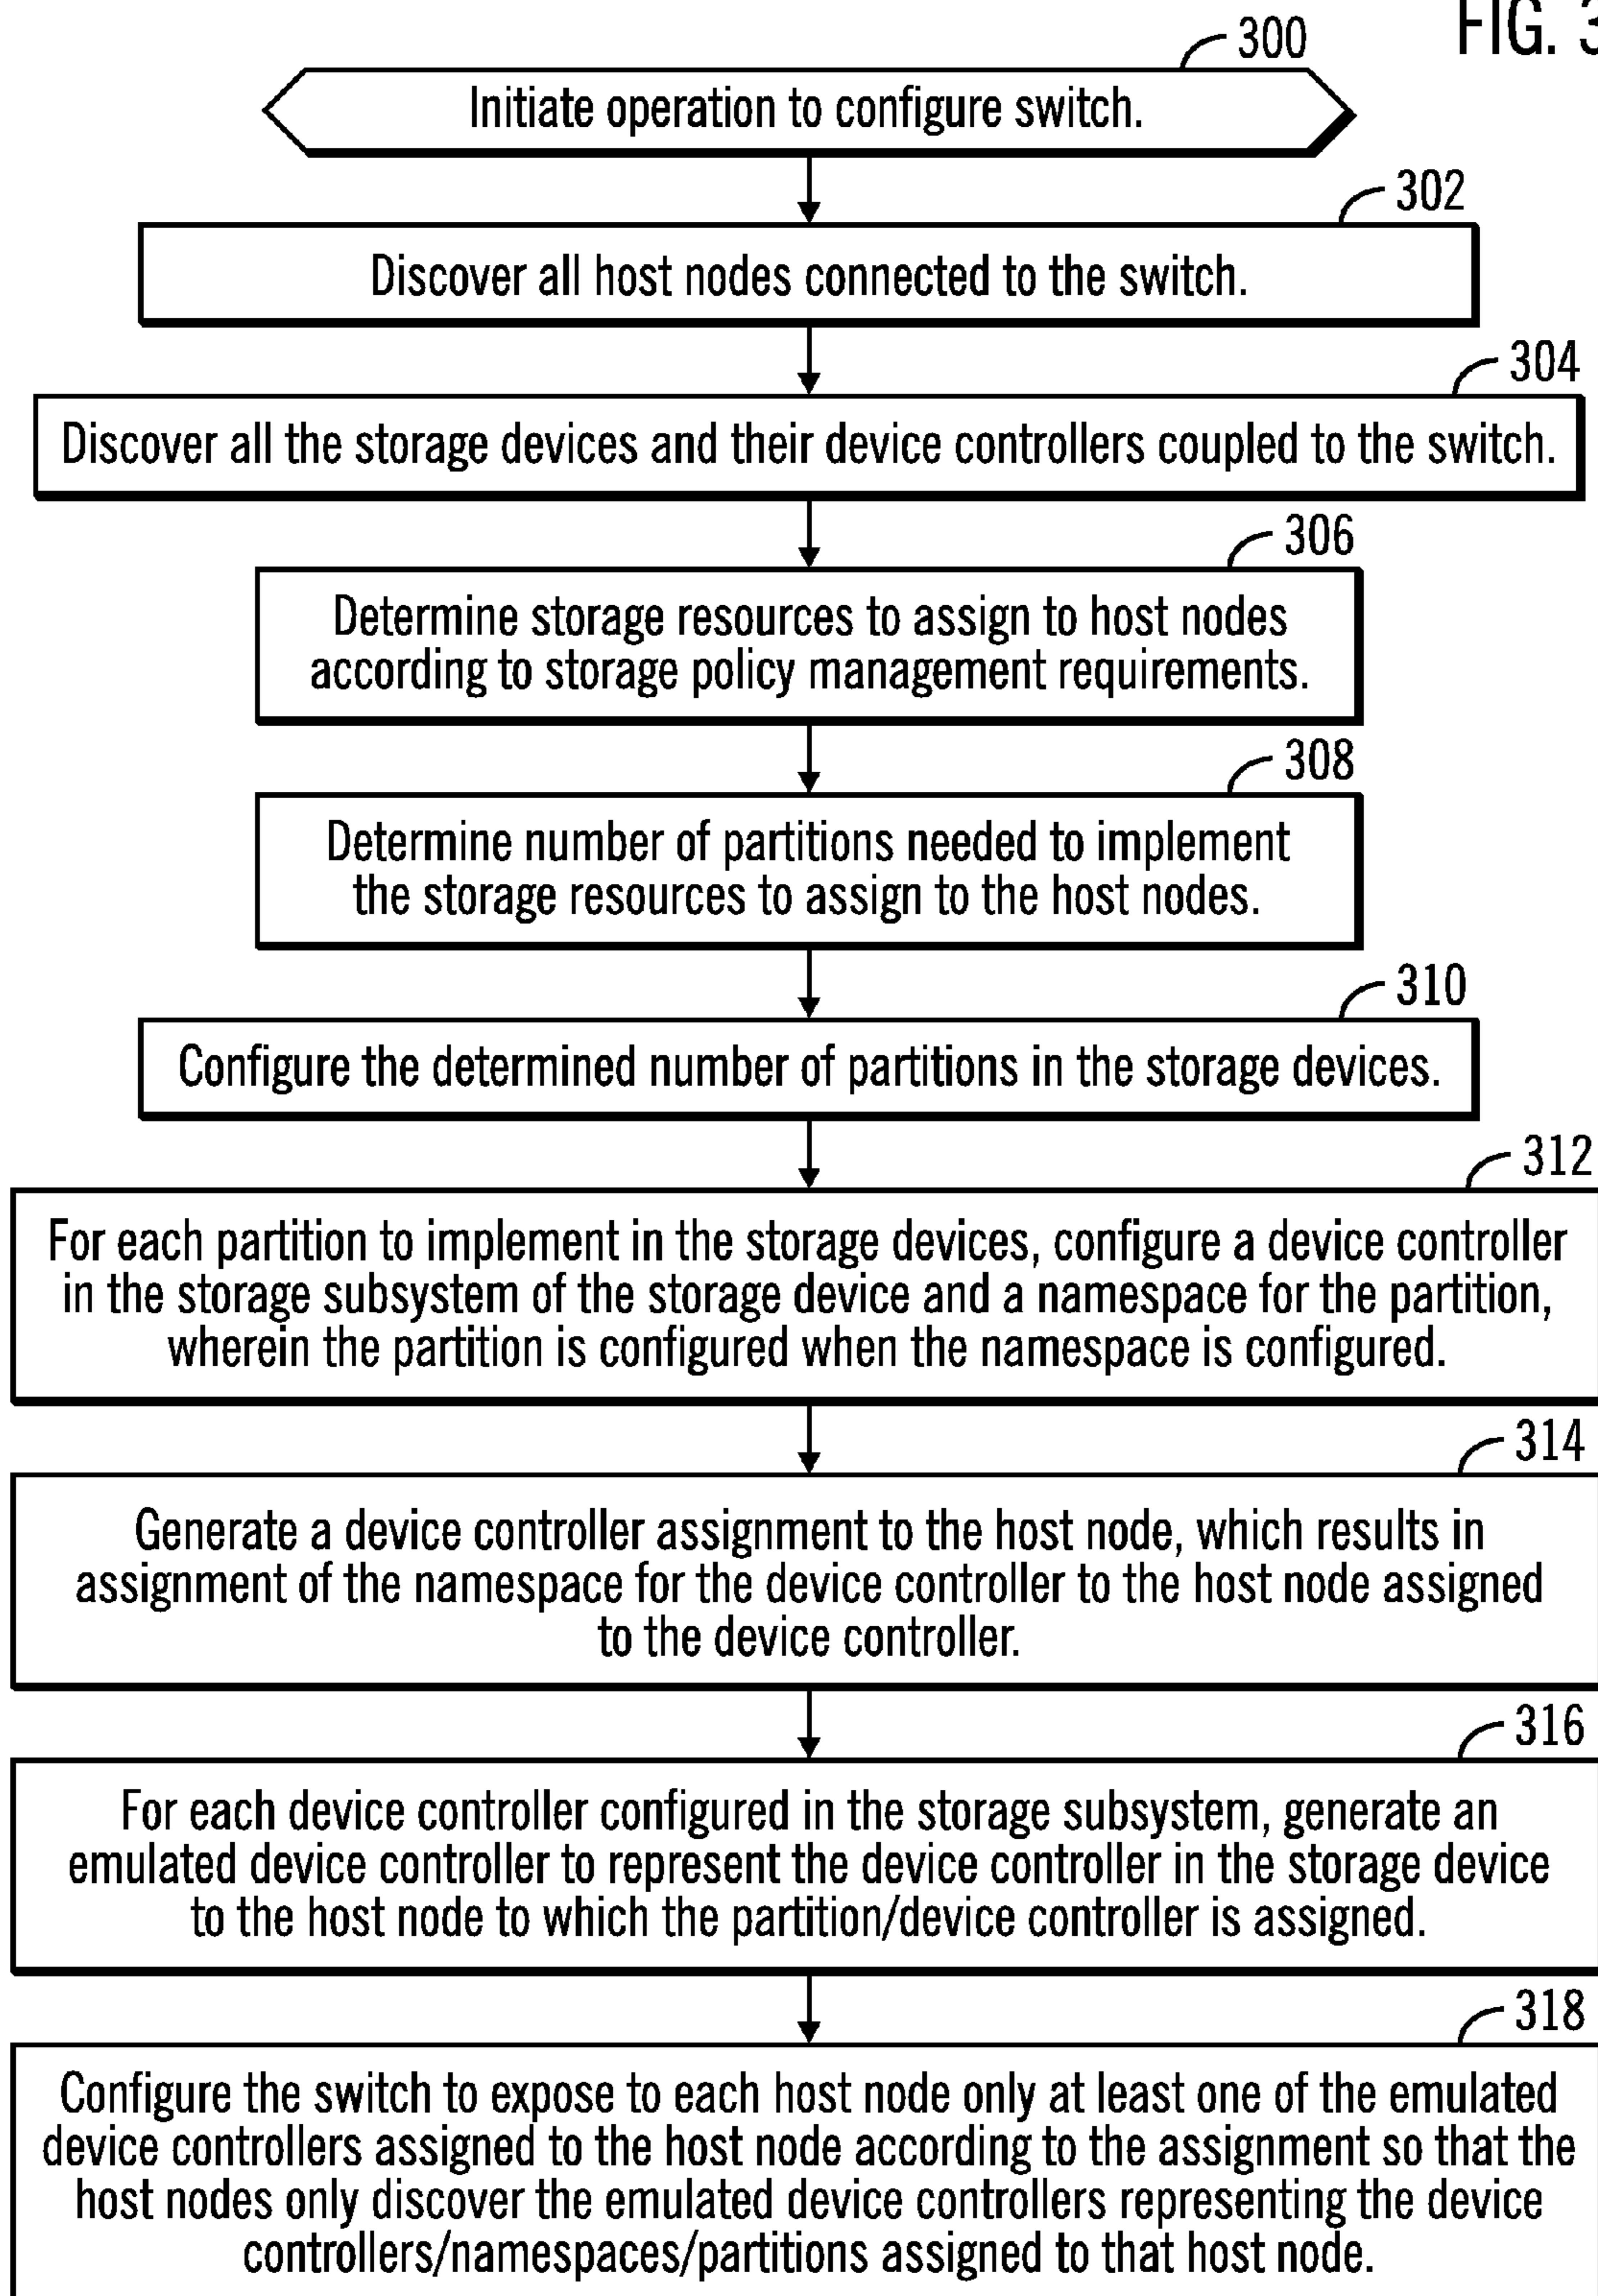 FIG. 3
300
Initiate operation to configure switch.
302
Discover all host nodes connected to the switch.
304
Discover all the storage devices and their device controllers coupled to the switch.
306
Determine storage resources to assign to host nodes
according to storage policy management requirements.
308
Determine number of partitions needed to implement
the storage resources to assign to the host nodes.
310
Configure the determined number of partitions in the storage devices.
312
For each partition to implement in the storage devices, configure a device controller
in the storage subsystem of the storage device and a namespace for the partition,
wherein the partition is configured when the namespace is configured.
314
Generate a device controller assignment to the host node, which results in
assignment of the namespace for the device controller to the host node assigned
to the device controller.
316
For each device controller configured in the storage subsystem, generate an
emulated device controller to represent the device controller in the storage device
to the host node to which the partition/device controller is assigned.
318
Configure the switch to expose to each host node only at least one of the emulated
device controllers assigned to the host node according to the assignment so that the
host nodes only discover the emulated device controllers representing the device
controllers/namespaces/partitions assigned to that host node.